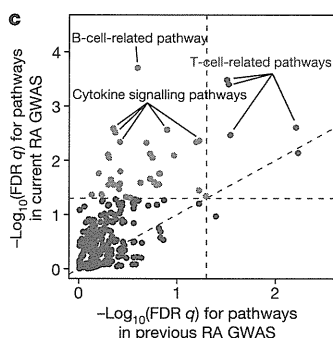 c
B-cell-related pathway
T-cell-related pathways
Cytokine signalling pathways
−Log10(FDR q) for pathways
in current RA GWAS
4
3
2
1
0
0
1
2
−Log10(FDR q) for pathways
in previous RA GWAS